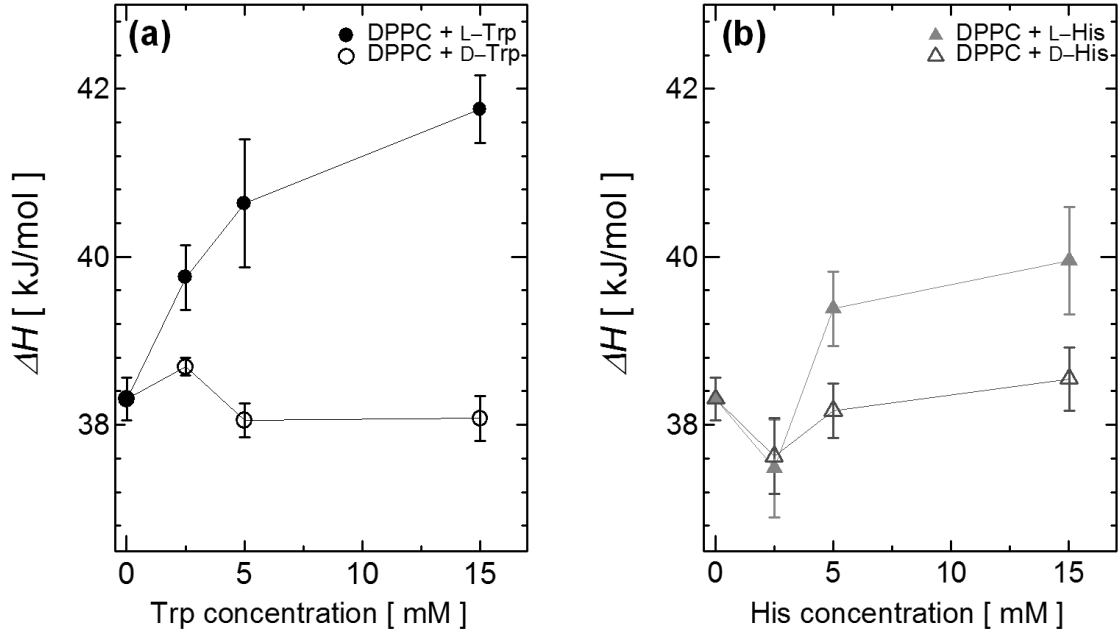 (a)
DPPC + L–Trp
DPPC + D–Trp
42
40
38
ΔH [ kJ/mol ]
0 5 10 15
Trp concentration [ mM ]
(b)
DPPC + L–His
DPPC + D–His
42
40
38
ΔH [ kJ/mol ]
0 5 10 15
His concentration [ mM ]